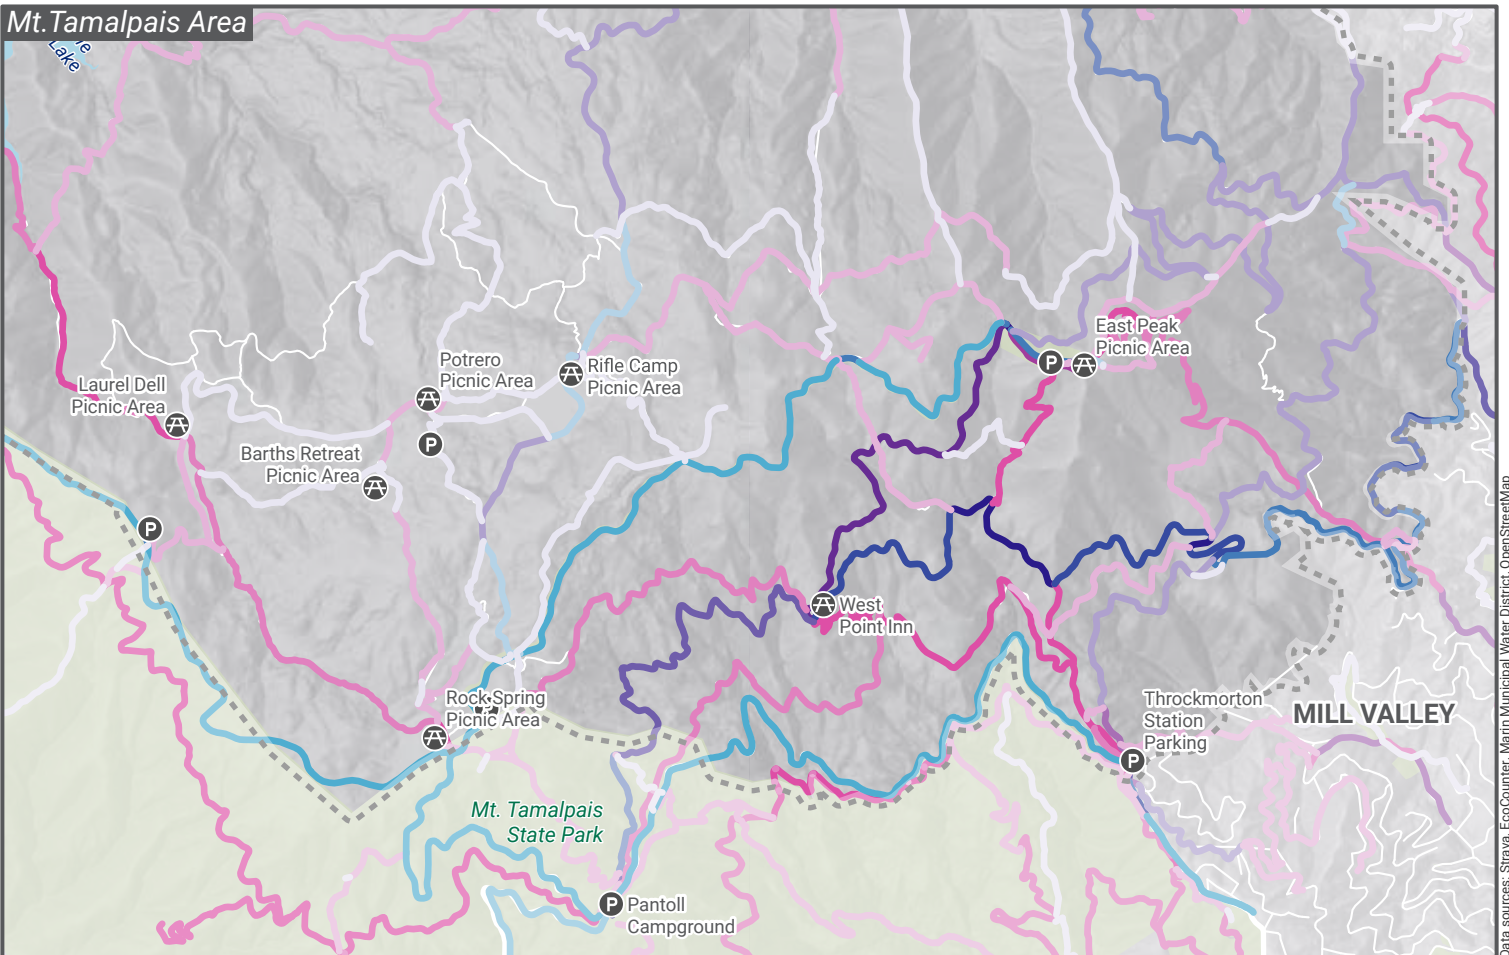 Mt.Tamalpais Area
Lake
East Peak
Picnic Area
Potrero
Picnic Area
Rifle Camp
Picnic Area
Laurel Dell
Picnic Area
Barths Retreat
Picnic Area
P
P
P
West
Point Inn
Rock Spring
Picnic Area
Throckmorton
Station
Parking
P
MILL VALLEY
Mt. Tamalpais
State Park
P
Pantoll
Campground
Data sources: Strava, EcoCounter, Marin Municipal Water District, OpenStreetMap